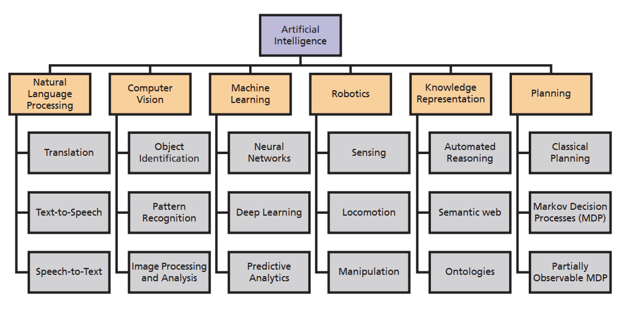 Artificial
Intelligence
Natural
Language
Processing
Computer
Vision
Machine
Learning
Robotics
Knowledge
Representation
Planning
Translation
Object
Identification
Neural
Networks
Sensing
Automated
Reasoning
Classical
Planning
Text-to-Speech
Pattern
Recognition
Deep Learning
Locomotion
Semantic web
Markov Decision
Processes (MDP)
Speech-to-Text
Image Processing
and Analysis
Predictive
Analytics
Manipulation
Ontologies
Partially
Observable MDP